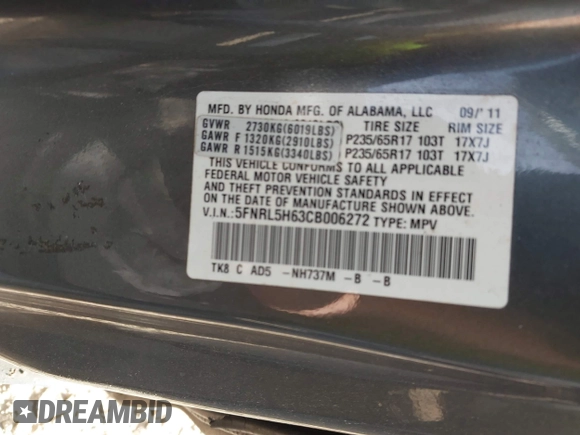 MFD. BY HONDA MFG. OF ALABAMA, LLC 09/'11
GVWR 2730KG(6019LBS) TIRE SIZE RIM SIZE
GAWR F 1320KG(2910LBS) P235/65R17 103T 17X7J
GAWR R 1515KG(3340LBS) P235/65R17 103T 17X7J
THIS VEHICLE CONFORMS TO ALL APPLICABLE
FEDERAL MOTOR VEHICLE SAFETY
AND THEFT PREVENTION STANDARDS IN EFFECT
ON THE DATE OF MANUFACTURE SHOWN ABOVE.
V.I.N.:5FNRL5H63CB006272 TYPE: MPV
TK8 C AD5 -NH737M -B -B
DREAMBID